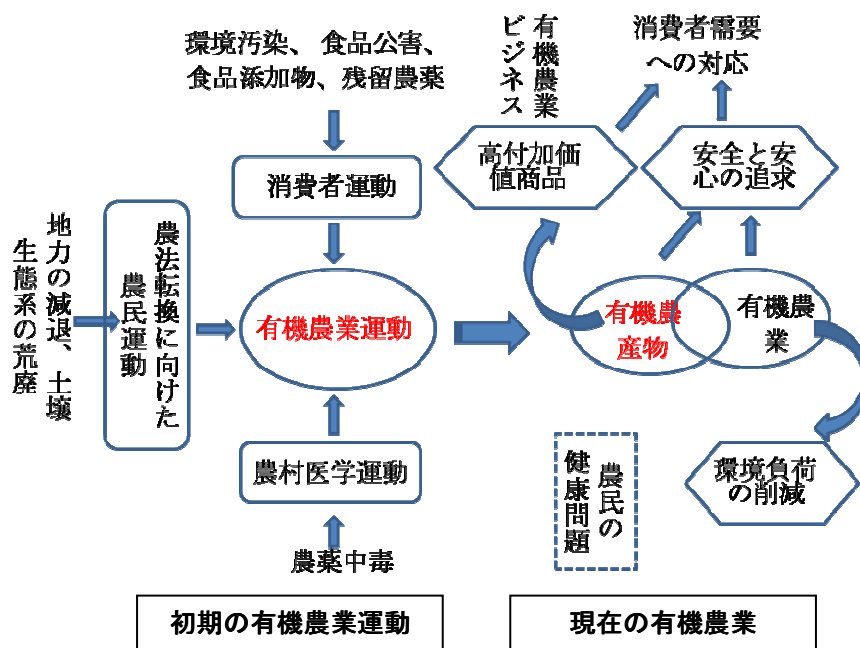 環境汚染、 食品公害、
食品添加物、残留農薬
消費者運動
地力の減退、土壌
生態系の荒廃
農法転換に向けた
農民運動
有機農業運動
農村医学運動
農薬中毒
初期の有機農業運動
有機農業
ビジネス
消費者需要
への対応
高付加価
値商品
安全と安
心の追求
有機農
産物
有機農
業
環境負荷
の削減
農民の
健康問題
現在の有機農業